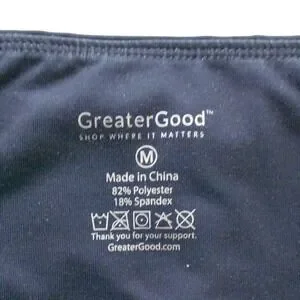 GreaterGood™
SHOP WHERE IT MATTERS
M
Made in China
82% Polyester
18% Spandex
Thank you for your support.
GreaterGood.com